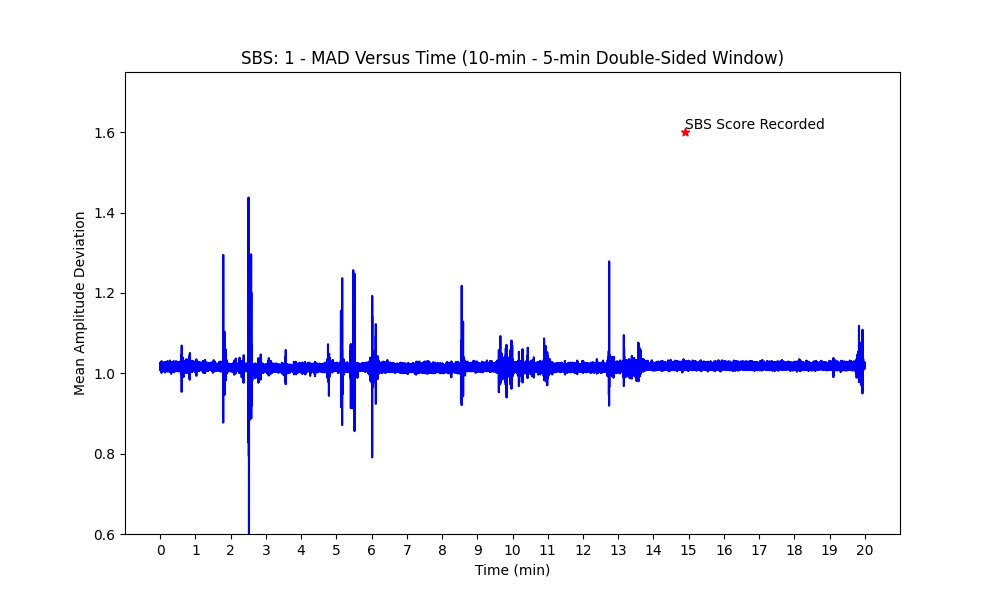 SBS: 1 - MAD Versus Time (10-min - 5-min Double-Sided Window)
SBS Score Recorded
Mean Amplitude Deviation
1.6
1.4
1.2
1.0
0.8
0.6
0 1 2 3 4 5 6 7 8 9 10 11 12 13 14 15 16 17 18 19 20
Time (min)